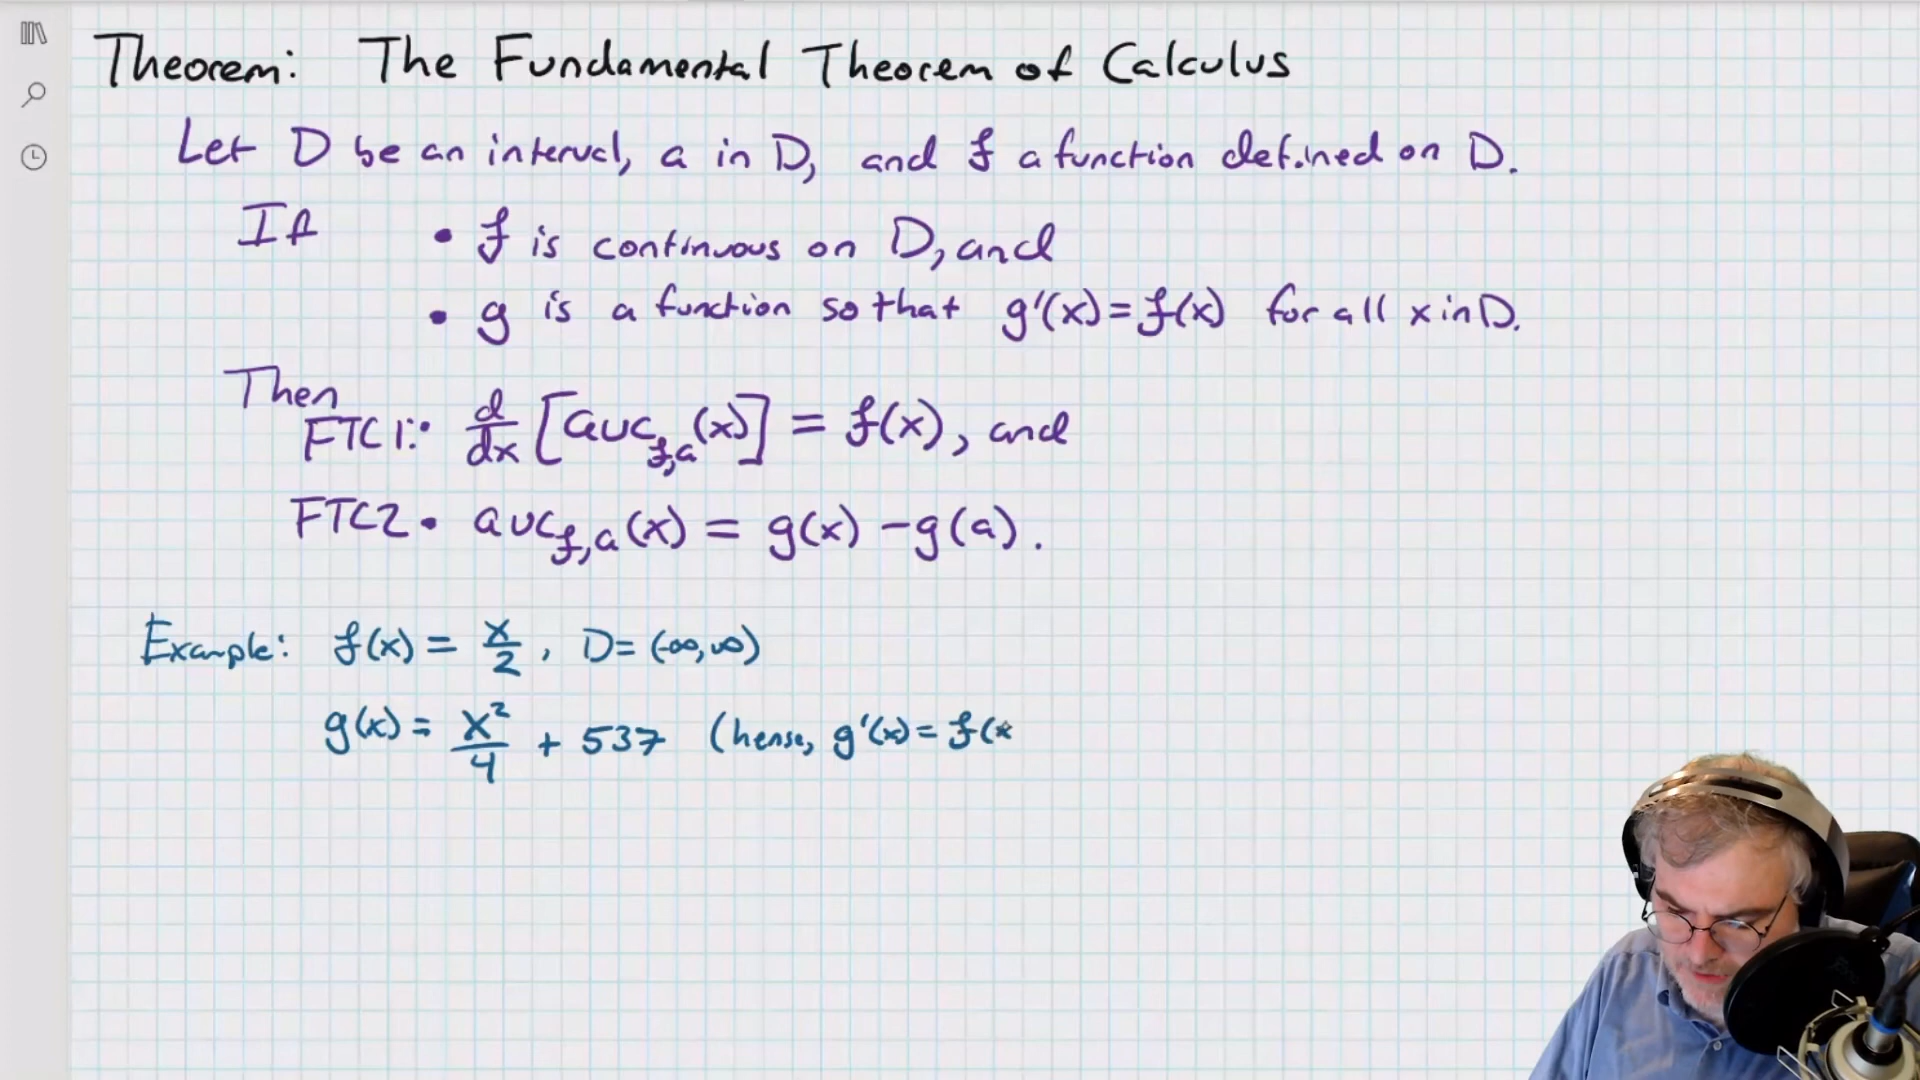 Theorem: The Fundamental Theorem of Calculus
Let D be an interval, a in D, and f a function defined on D.
If • f is continuous on D, and
• g is a function so that g'(x) = f(x) for all x in D.
Then
FTC1: • d/dx [auc_f,a(x)] = f(x), and
FTC2 • auc_f,a(x) = g(x) - g(a).
Example: f(x) = x/2, D = (-∞, ∞)
g(x) = x²/4 + 537 (hense, g'(x) = f(x